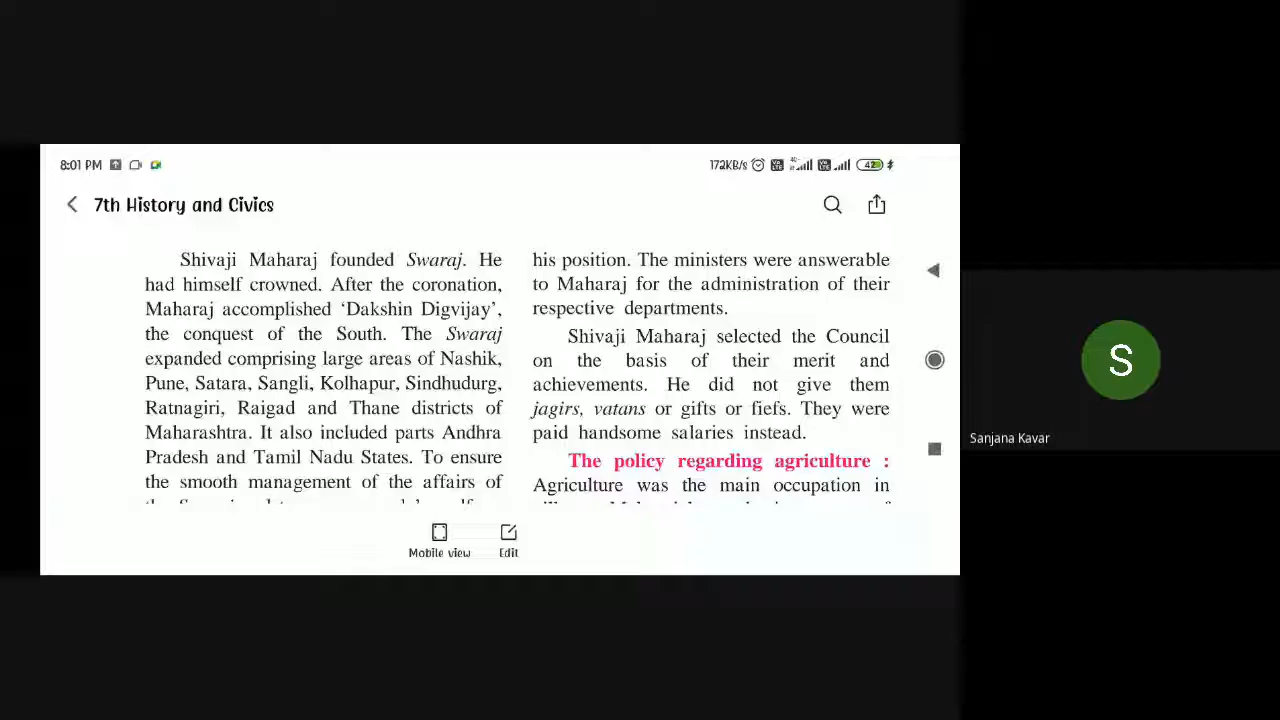 8:01 PM
172KB/s
42
7th History and Civics
Shivaji Maharaj founded Swaraj. He
had himself crowned. After the coronation,
Maharaj accomplished ‘Dakshin Digvijay’,
the conquest of the South. The Swaraj
expanded comprising large areas of Nashik,
Pune, Satara, Sangli, Kolhapur, Sindhudurg,
Ratnagiri, Raigad and Thane districts of
Maharashtra. It also included parts Andhra
Pradesh and Tamil Nadu States. To ensure
the smooth management of the affairs of
his position. The ministers were answerable
to Maharaj for the administration of their
respective departments.
Shivaji Maharaj selected the Council
on the basis of their merit and
achievements. He did not give them
jagirs, vatans or gifts or fiefs. They were
paid handsome salaries instead.
The policy regarding agriculture :
Agriculture was the main occupation in
Mobile view
Edit
S
Sanjana Kavar